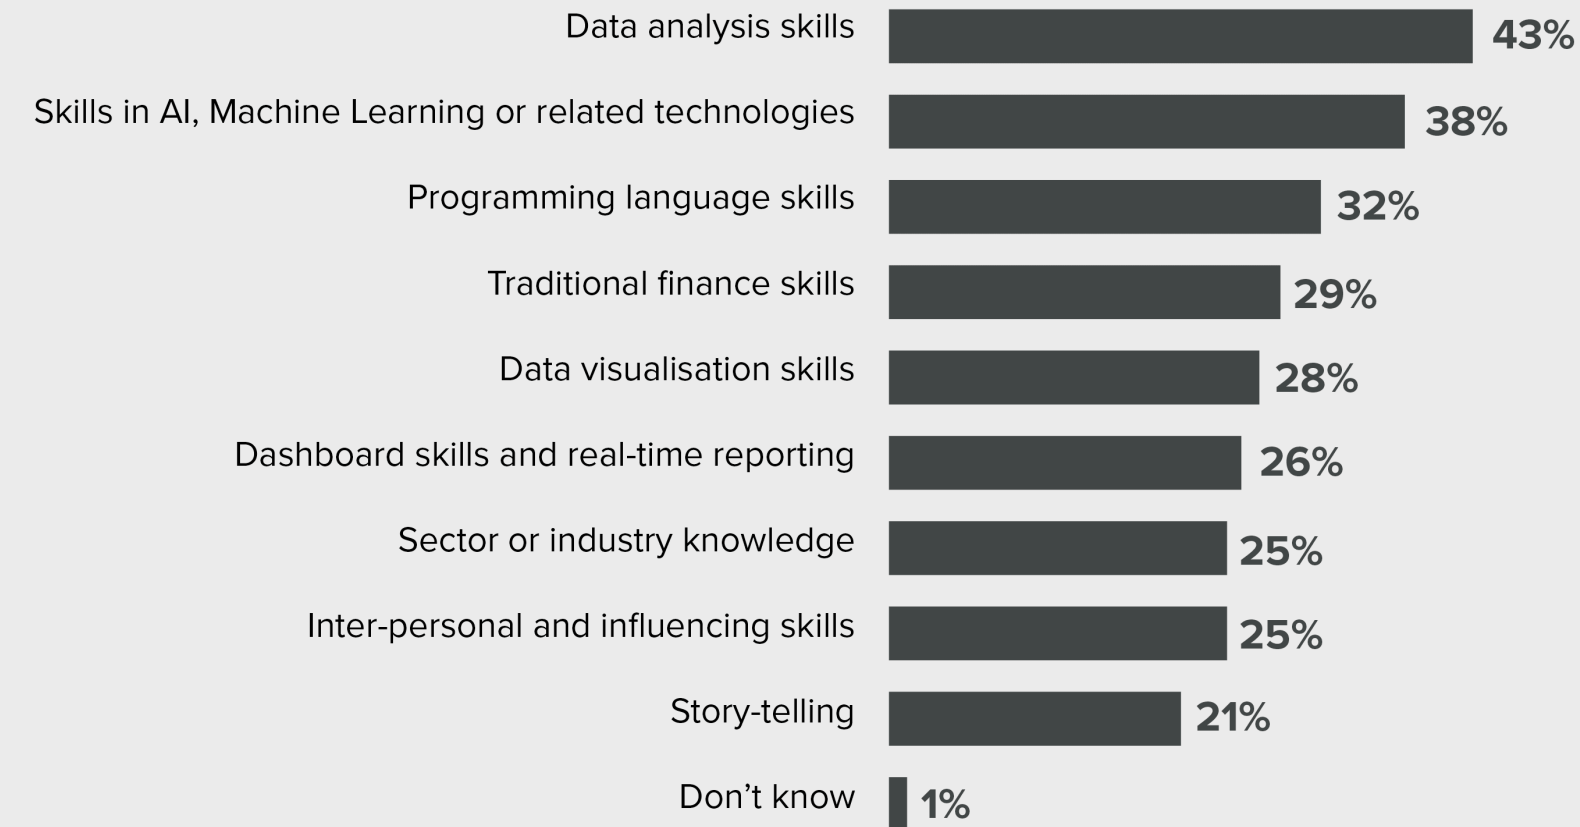 Data analysis skills 43%
Skills in AI, Machine Learning or related technologies 38%
Programming language skills 32%
Traditional finance skills 29%
Data visualisation skills 28%
Dashboard skills and real-time reporting 26%
Sector or industry knowledge 25%
Inter-personal and influencing skills 25%
Story-telling 21%
Don’t know 1%